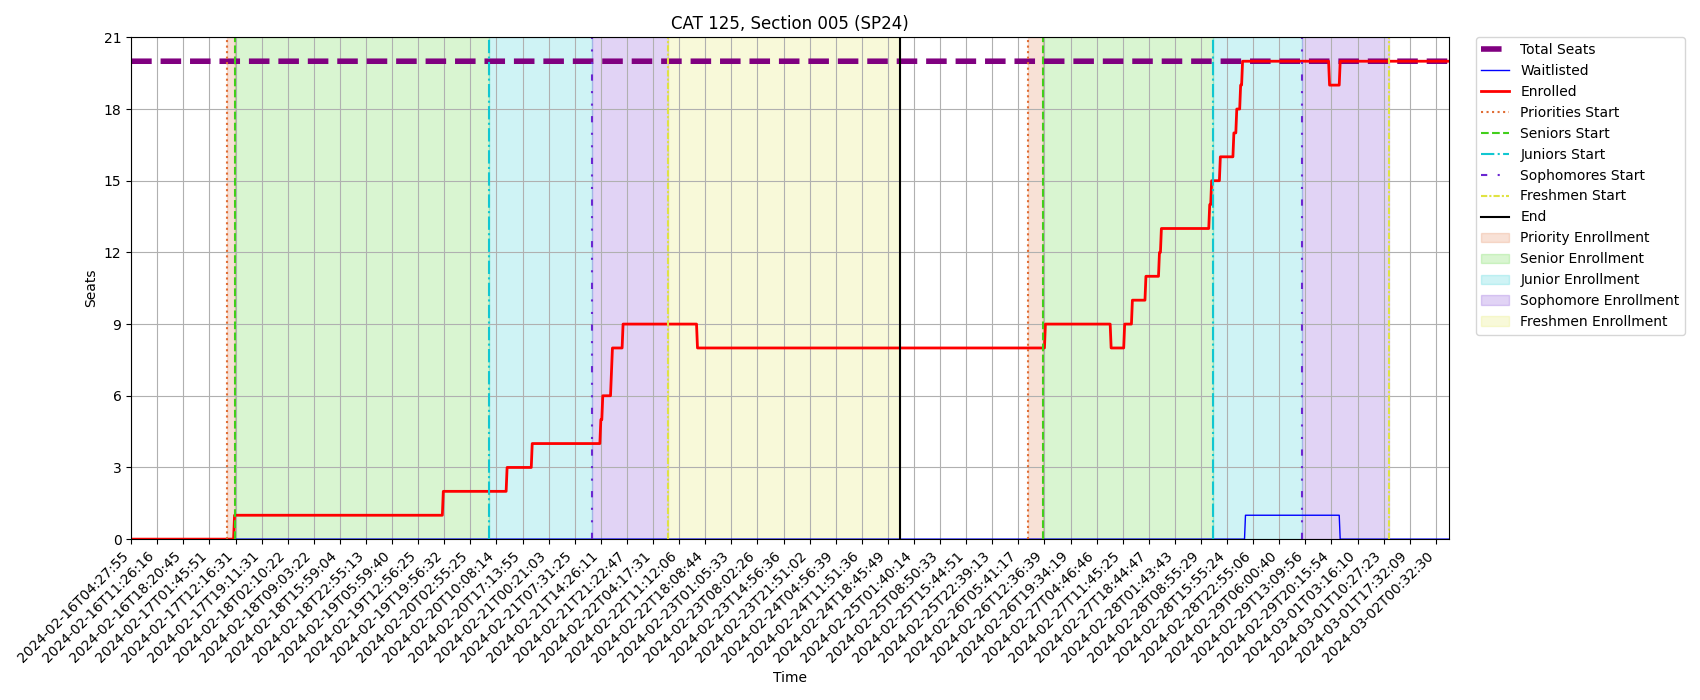 CAT 125, Section 005 (SP24)
21
18
15
12
9
6
3
0
Seats
2024-02-16T04:27:55
2024-02-16T11:26:16
2024-02-16T18:20:45
2024-02-17T01:45:51
2024-02-17T12:16:31
2024-02-17T19:11:31
2024-02-18T02:10:22
2024-02-18T09:03:22
2024-02-18T15:59:04
2024-02-18T22:55:13
2024-02-19T05:59:40
2024-02-19T12:56:25
2024-02-19T19:56:32
2024-02-20T02:55:25
2024-02-20T10:08:14
2024-02-20T17:13:55
2024-02-21T00:21:03
2024-02-21T07:31:25
2024-02-21T14:26:11
2024-02-21T21:22:47
2024-02-22T04:17:31
2024-02-22T11:12:06
2024-02-22T18:08:44
2024-02-23T01:05:33
2024-02-23T08:02:26
2024-02-23T14:56:36
2024-02-23T21:51:02
2024-02-24T04:56:39
2024-02-24T11:51:36
2024-02-24T18:45:49
2024-02-25T01:40:14
2024-02-25T08:50:33
2024-02-25T15:44:51
2024-02-25T22:39:13
2024-02-26T05:41:17
2024-02-26T12:36:39
2024-02-26T19:34:19
2024-02-27T04:46:46
2024-02-27T11:45:25
2024-02-27T18:44:47
2024-02-28T01:43:43
2024-02-28T08:55:29
2024-02-28T15:55:24
2024-02-28T22:55:06
2024-02-29T06:00:40
2024-02-29T13:09:56
2024-02-29T20:15:54
2024-03-01T03:16:10
2024-03-01T10:27:23
2024-03-01T17:32:09
2024-03-02T00:32:30
Time
Total Seats
Waitlisted
Enrolled
Priorities Start
Seniors Start
Juniors Start
Sophomores Start
Freshmen Start
End
Priority Enrollment
Senior Enrollment
Junior Enrollment
Sophomore Enrollment
Freshmen Enrollment